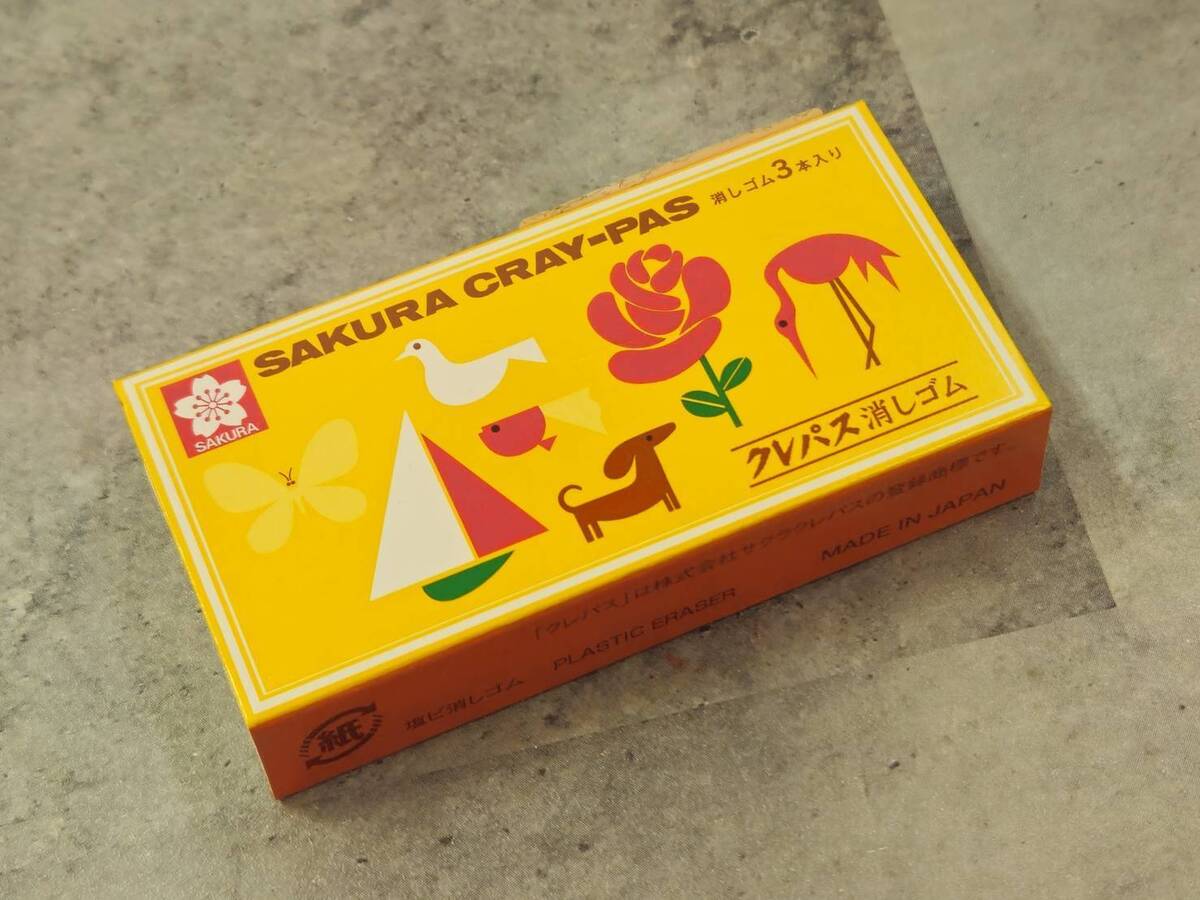 SAKURA CRAY-PAS 消しゴム3本入り
SAKURA
クレパス消しゴム
「クレパス」は株式会社サクラクレパスの登録商標です。
塩ビ消しゴム PLASTIC ERASER MADE IN JAPAN
紙